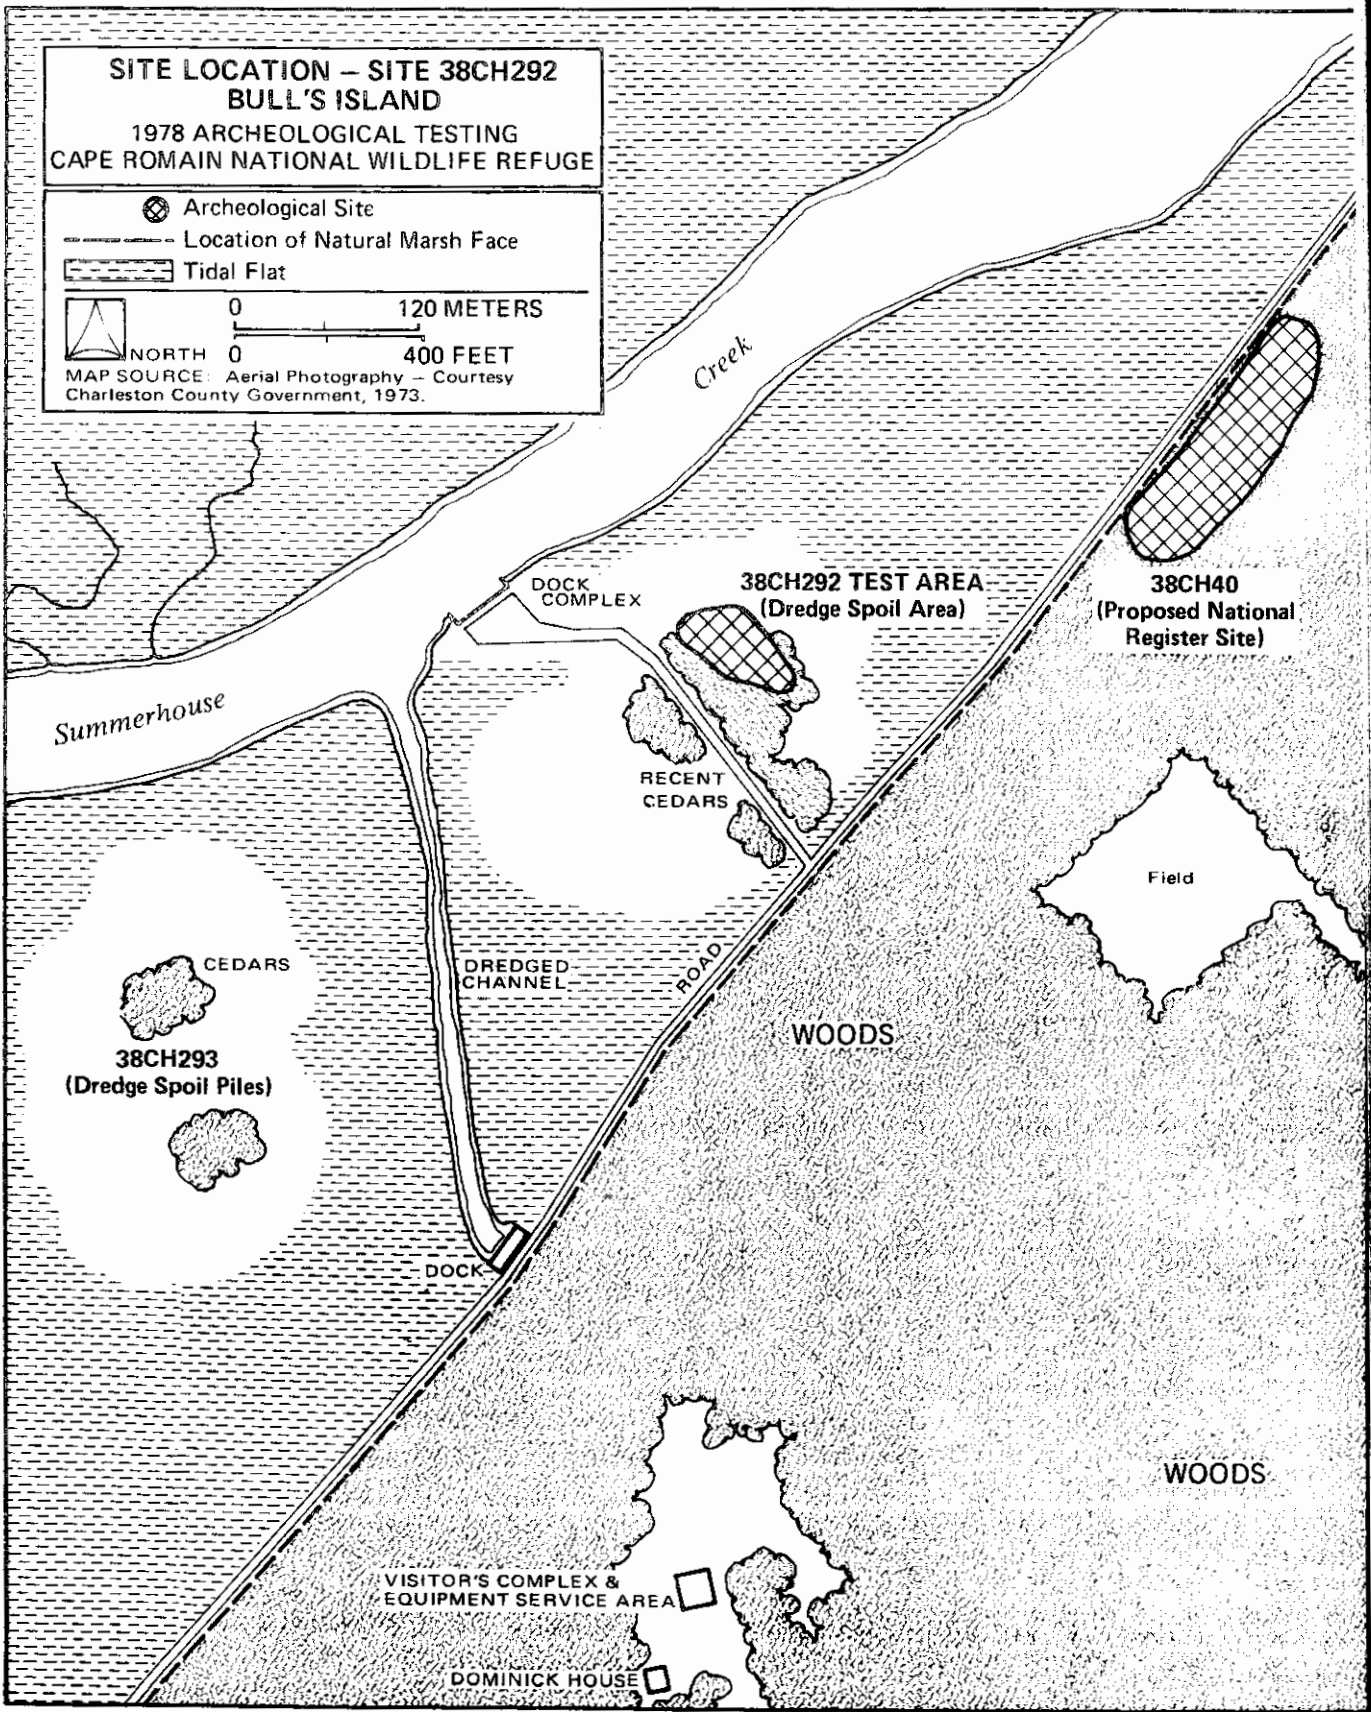 SITE LOCATION – SITE 38CH292
BULL'S ISLAND
1978 ARCHEOLOGICAL TESTING
CAPE ROMAIN NATIONAL WILDLIFE REFUGE
Archeological Site
Location of Natural Marsh Face
Tidal Flat
0 120 METERS
NORTH 0 400 FEET
MAP SOURCE: Aerial Photography – Courtesy
Charleston County Government, 1973.
Creek
DOCK
COMPLEX
38CH292 TEST AREA
(Dredge Spoil Area)
38CH40
(Proposed National
Register Site)
Summerhouse
RECENT
CEDARS
Field
CEDARS
DREDGED
CHANNEL
ROAD
WOODS
38CH293
(Dredge Spoil Piles)
DOCK
WOODS
VISITOR'S COMPLEX &
EQUIPMENT SERVICE AREA
DOMINICK HOUSE